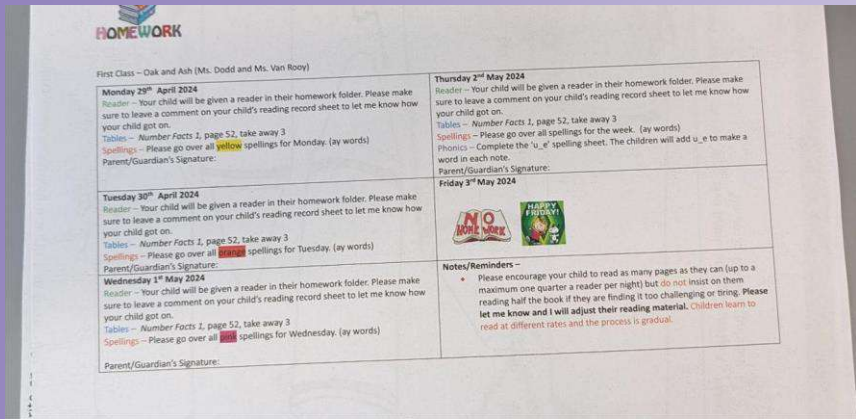 HOMEWORK
First Class – Oak and Ash (Ms. Dodd and Ms. Van Rooy)
Monday 29th April 2024
Reader – Your child will be given a reader in their homework folder. Please make
sure to leave a comment on your child's reading record sheet to let me know how
your child got on.
Tables – Number Facts 1, page 52, take away 3
Spellings – Please go over all yellow spellings for Monday. (ay words)
Parent/Guardian's Signature:
Tuesday 30th April 2024
Reader – Your child will be given a reader in their homework folder. Please make
sure to leave a comment on your child's reading record sheet to let me know how
your child got on.
Tables – Number Facts 1, page 52, take away 3
Spellings – Please go over all orange spellings for Tuesday. (ay words)
Parent/Guardian's Signature:
Wednesday 1st May 2024
Reader – Your child will be given a reader in their homework folder. Please make
sure to leave a comment on your child's reading record sheet to let me know how
your child got on.
Tables – Number Facts 1, page 52, take away 3
Spellings – Please go over all pink spellings for Wednesday. (ay words)
Parent/Guardian's Signature:
Thursday 2nd May 2024
Reader – Your child will be given a reader in their homework folder. Please make
sure to leave a comment on your child's reading record sheet to let me know how
your child got on.
Tables – Number Facts 1, page 52, take away 3
Spellings – Please go over all spellings for the week. (ay words)
Phonics – Complete the 'u_e' spelling sheet. The children will add u_e to make a
word in each note.
Parent/Guardian's Signature:
Friday 3rd May 2024
NO
HOME WORK
HAPPY
FRIDAY!
Notes/Reminders –
• Please encourage your child to read as many pages as they can (up to a
maximum one quarter a reader per night) but do not insist on them
reading half the book if they are finding it too challenging or tiring. Please
let me know and I will adjust their reading material. Children learn to
read at different rates and the process is gradual.